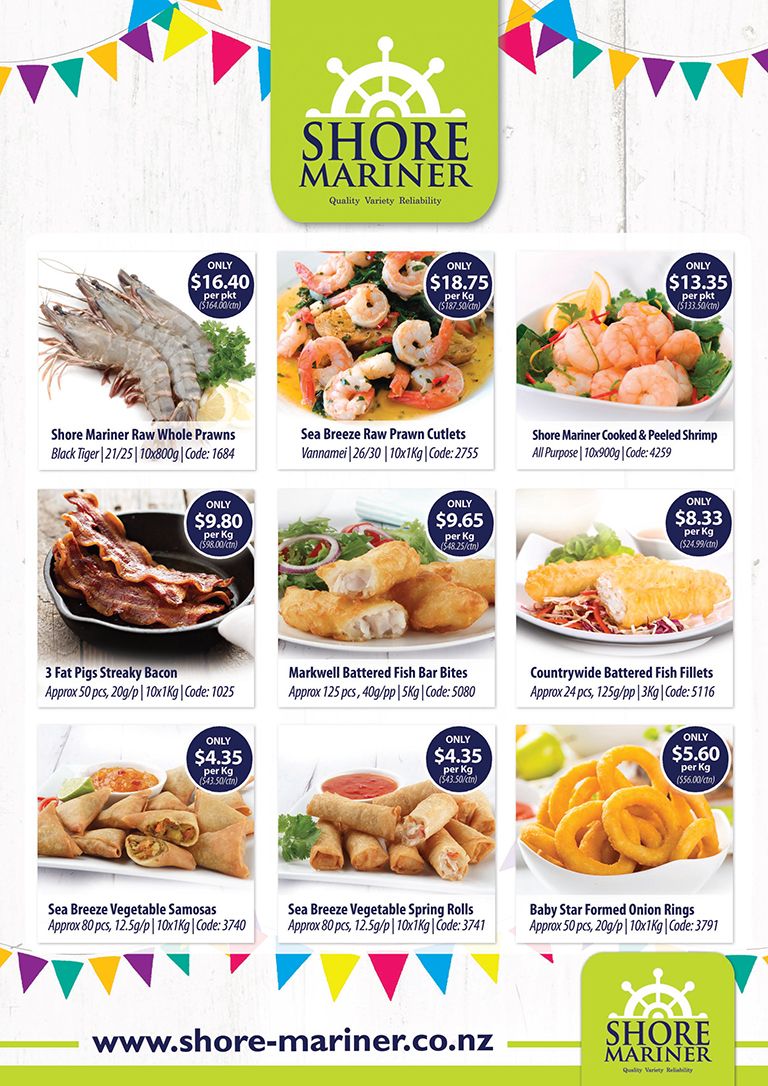 SHORE
MARINER
Quality Variety Reliability
ONLY
$16.40
per pkt
($164.00/ctn)
Shore Mariner Raw Whole Prawns
Black Tiger | 21/25 | 10x800g | Code: 1684
ONLY
$18.75
per Kg
($187.50/ctn)
Sea Breeze Raw Prawn Cutlets
Vannamei | 26/30 | 10x1Kg | Code: 2755
ONLY
$13.35
per pkt
($133.50/ctn)
Shore Mariner Cooked & Peeled Shrimp
All Purpose | 10x900g | Code: 4259
ONLY
$9.80
per Kg
($98.00/ctn)
3 Fat Pigs Streaky Bacon
Approx 50 pcs, 20g/p | 10x1Kg | Code: 1025
ONLY
$9.65
per Kg
($48.25/ctn)
Markwell Battered Fish Bar Bites
Approx 125 pcs , 40g/pp | 5Kg | Code: 5080
ONLY
$8.33
per Kg
($24.99/ctn)
Countrywide Battered Fish Fillets
Approx 24 pcs, 125g/pp | 3Kg | Code: 5116
ONLY
$4.35
per Kg
($43.50/ctn)
Sea Breeze Vegetable Samosas
Approx 80 pcs, 12.5g/p | 10x1Kg | Code: 3740
ONLY
$4.35
per Kg
($43.50/ctn)
Sea Breeze Vegetable Spring Rolls
Approx 80 pcs, 12.5g/p | 10x1Kg | Code: 3741
ONLY
$5.60
per Kg
($56.00/ctn)
Baby Star Formed Onion Rings
Approx 50 pcs, 20g/p | 10x1Kg | Code: 3791
www.shore-mariner.co.nz
SHORE
MARINER
Quality Variety Reliability